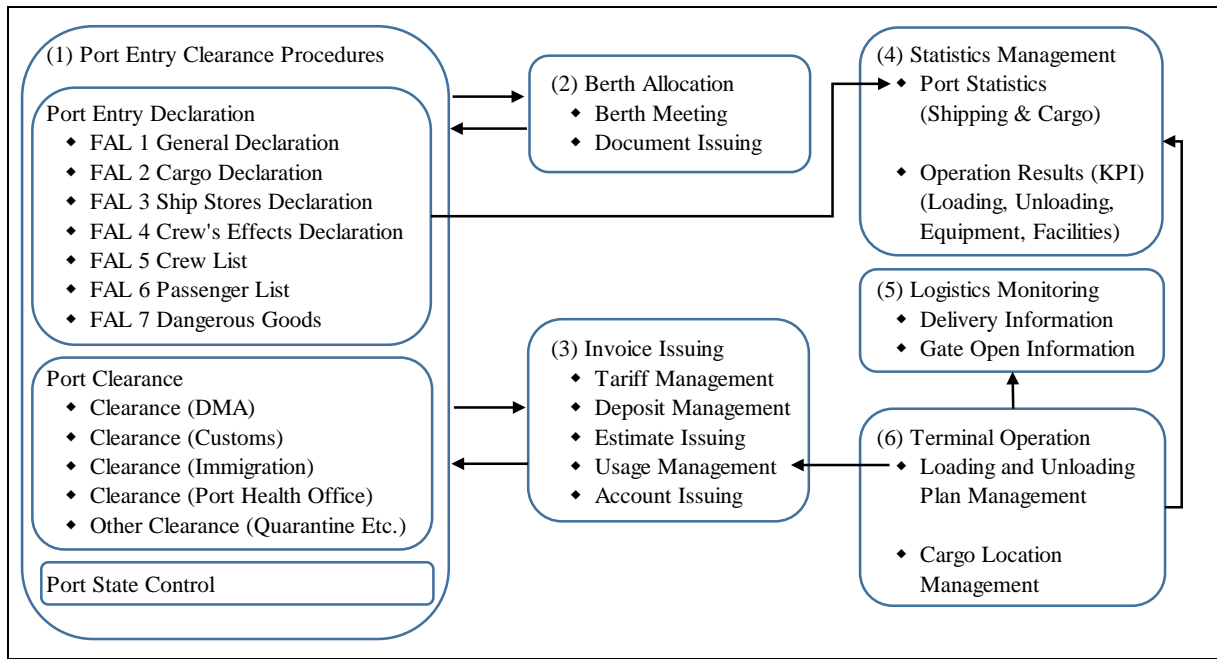 (1) Port Entry Clearance Procedures
Port Entry Declaration
◆ FAL 1 General Declaration
◆ FAL 2 Cargo Declaration
◆ FAL 3 Ship Stores Declaration
◆ FAL 4 Crew's Effects Declaration
◆ FAL 5 Crew List
◆ FAL 6 Passenger List
◆ FAL 7 Dangerous Goods
Port Clearance
◆ Clearance (DMA)
◆ Clearance (Customs)
◆ Clearance (Immigration)
◆ Clearance (Port Health Office)
◆ Other Clearance (Quarantine Etc.)
Port State Control
(2) Berth Allocation
◆ Berth Meeting
◆ Document Issuing
(3) Invoice Issuing
◆ Tariff Management
◆ Deposit Management
◆ Estimate Issuing
◆ Usage Management
◆ Account Issuing
(4) Statistics Management
◆ Port Statistics
(Shipping & Cargo)
◆ Operation Results (KPI)
(Loading, Unloading,
Equipment, Facilities)
(5) Logistics Monitoring
◆ Delivery Information
◆ Gate Open Information
(6) Terminal Operation
◆ Loading and Unloading
Plan Management
◆ Cargo Location
Management